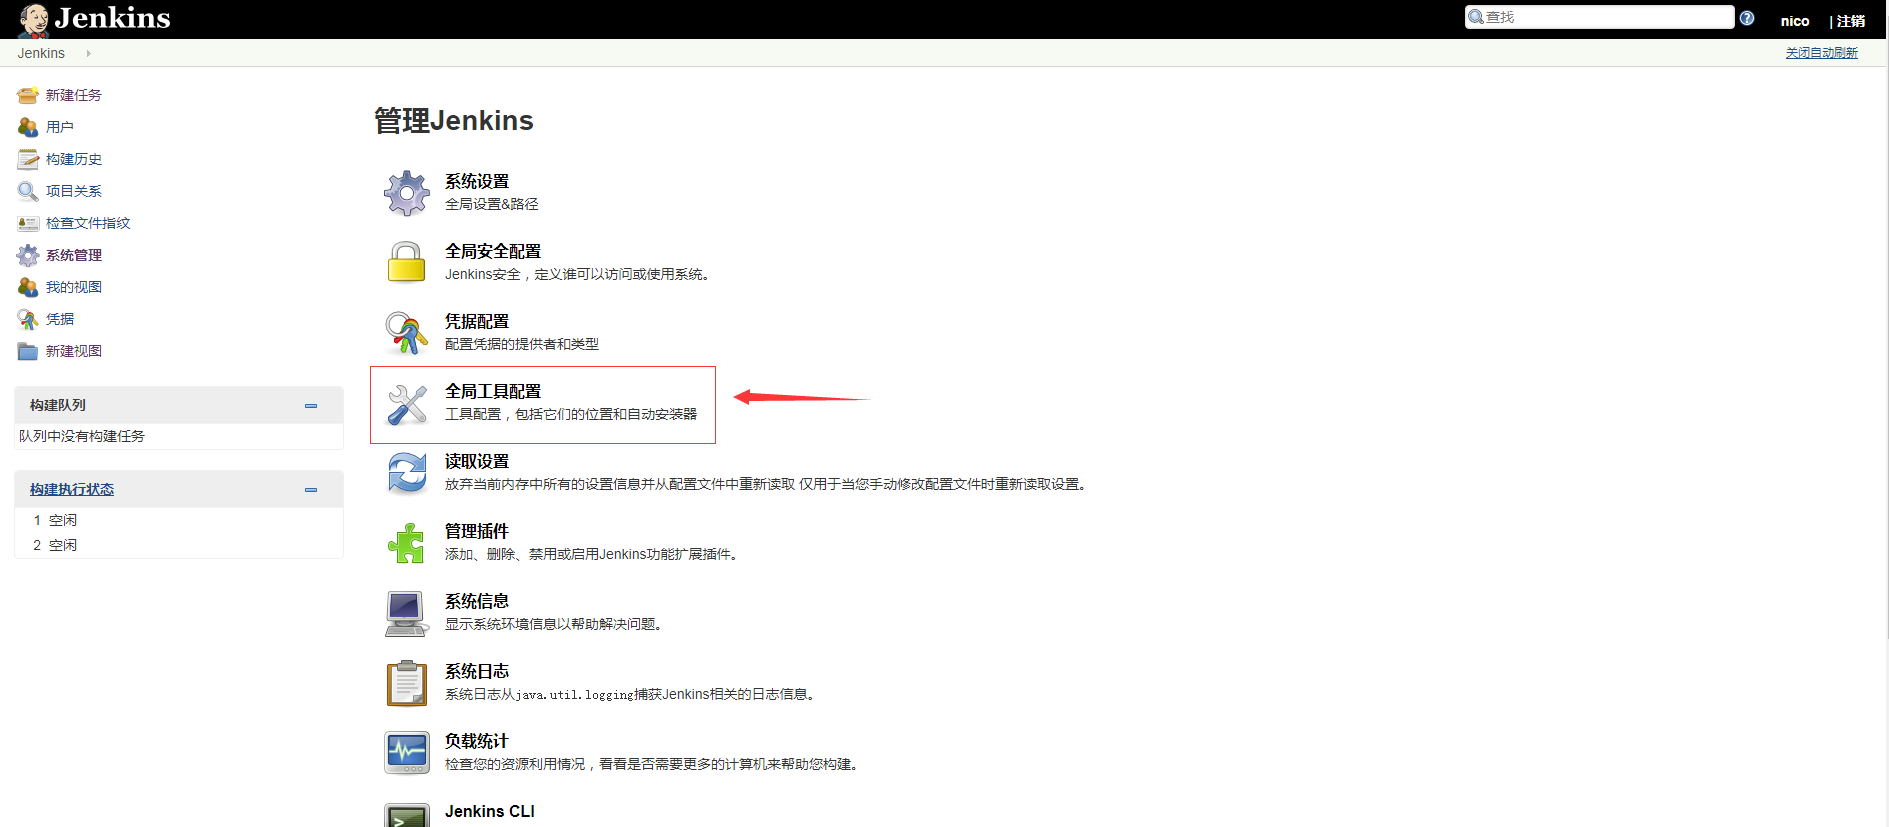 Jenkins
查找
nico
| 注销
Jenkins
关闭自动刷新
新建任务
用户
构建历史
项目关系
检查文件指纹
系统管理
我的视图
凭据
新建视图
构建队列
队列中没有构建任务
构建执行状态
1 空闲
2 空闲
管理Jenkins
系统设置
全局设置&路径
全局安全配置
Jenkins安全，定义谁可以访问或使用系统。
凭据配置
配置凭据的提供者和类型
全局工具配置
工具配置，包括它们的位置和自动安装器
读取设置
放弃当前内存中所有的设置信息并从配置文件中重新读取 仅用于当您手动修改配置文件时重新读取设置。
管理插件
添加、删除、禁用或启用Jenkins功能扩展插件。
系统信息
显示系统环境信息以帮助解决问题。
系统日志
系统日志从java.util.logging捕获Jenkins相关的日志信息。
负载统计
检查您的资源利用情况，看看是否需要更多的计算机来帮助您构建。
Jenkins CLI